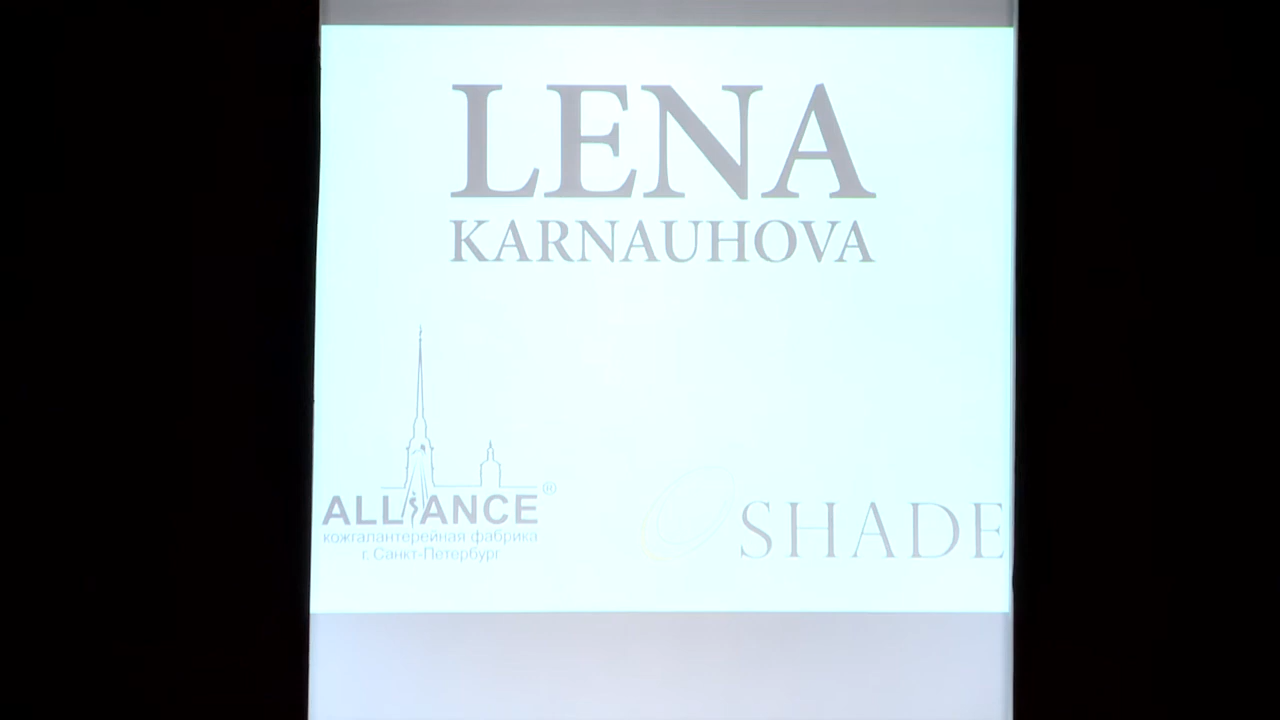 LENA
KARNAUHOVA
ALLIANCE®
кожгалантерейная фабрика
г. Санкт-Петербург
SHADE